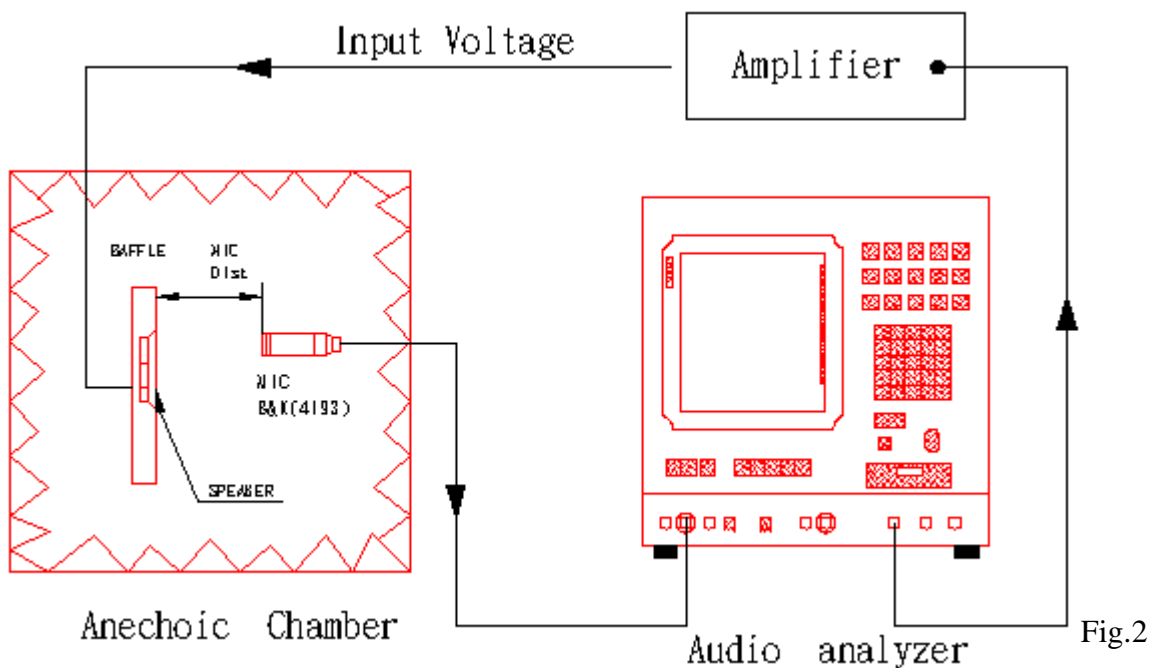 Input Voltage
Amplifier
BAFFLE
MIC
Dist
MIC
B&K(4193)
SPEAKER
Anechoic Chamber
Audio analyzer
Fig.2